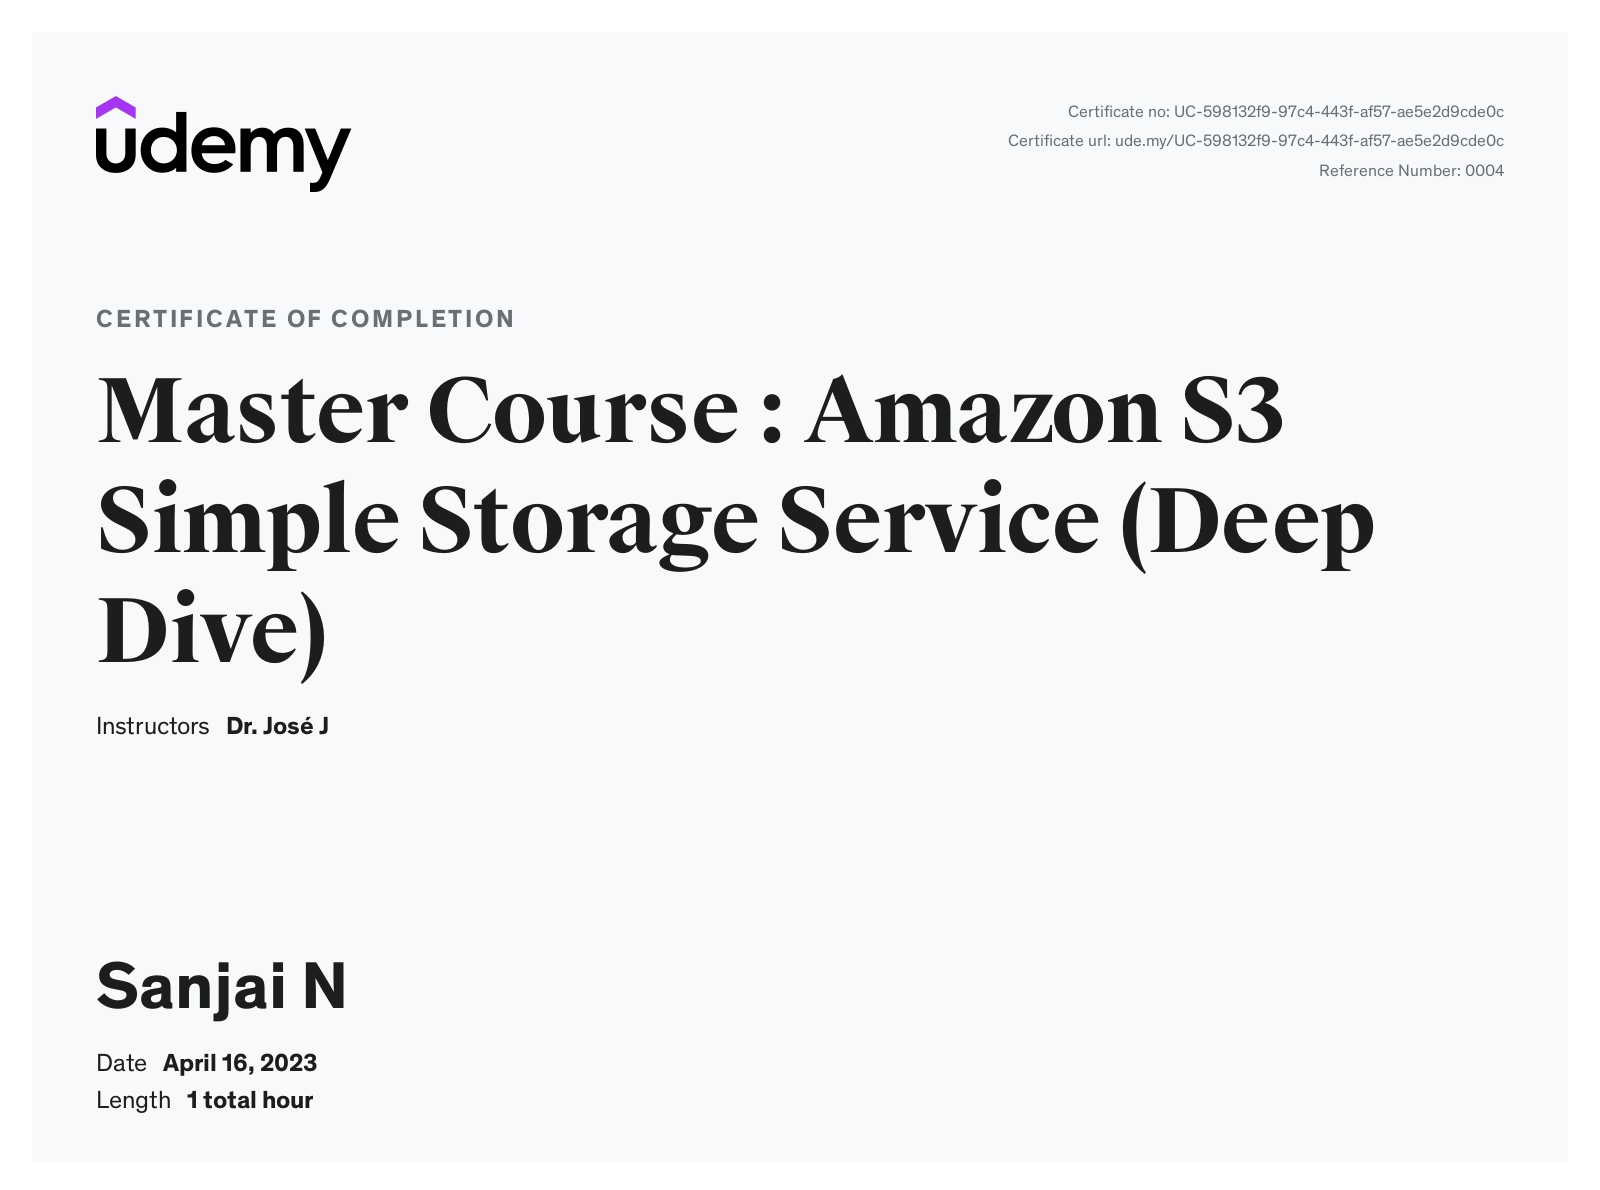 udemy
Certificate no: UC-598132f9-97c4-443f-af57-ae5e2d9cde0c
Certificate url: ude.my/UC-598132f9-97c4-443f-af57-ae5e2d9cde0c
Reference Number: 0004
CERTIFICATE OF COMPLETION
Master Course : Amazon S3
Simple Storage Service (Deep
Dive)
Instructors Dr. José J
Sanjai N
Date April 16, 2023
Length 1 total hour